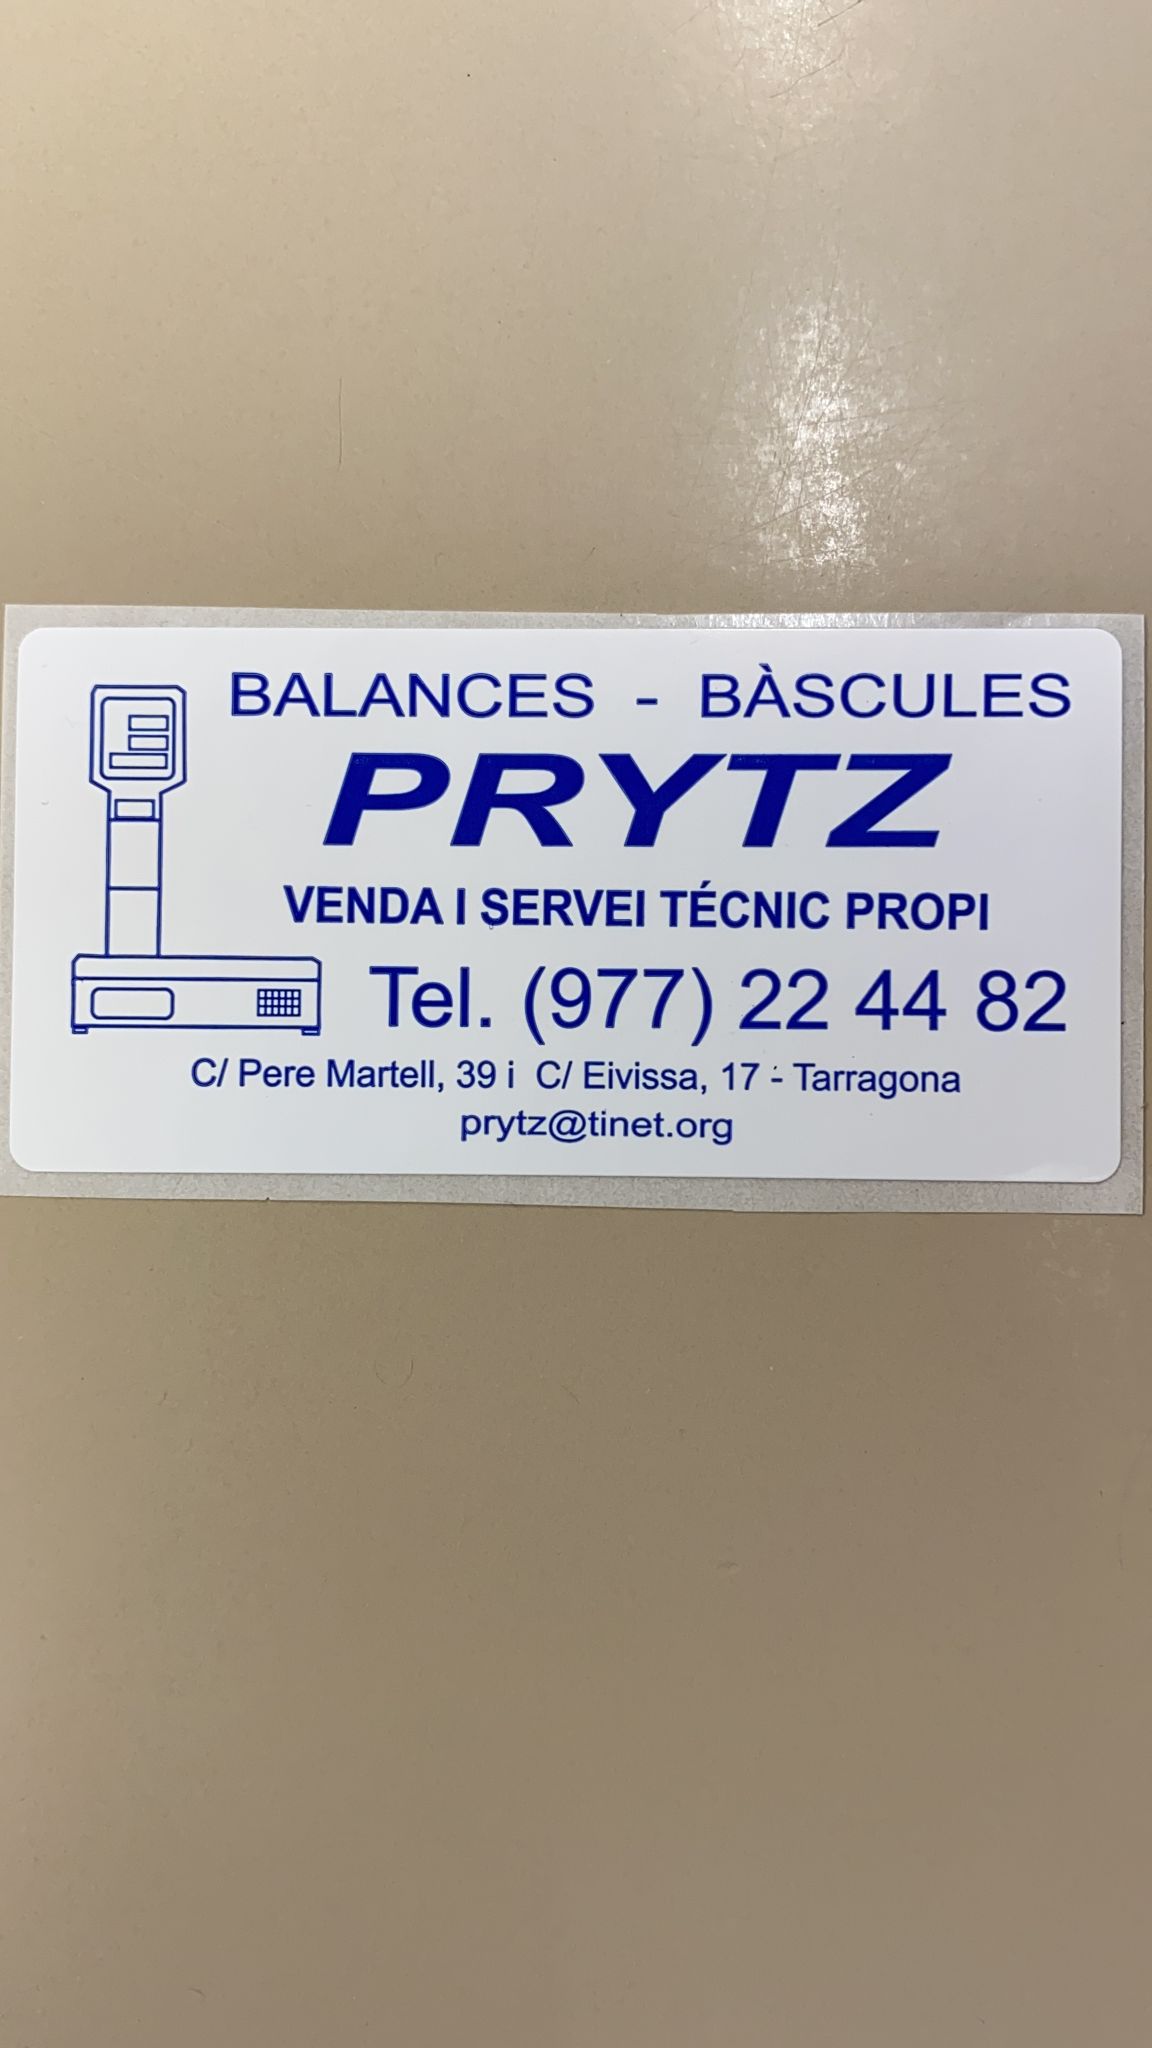 BALANCES - BÀSCULES
PRYTZ
VENDA I SERVEI TÉCNIC PROPI
Tel. (977) 22 44 82
C/ Pere Martell, 39 i C/ Eivissa, 17 - Tarragona
prytz@tinet.org